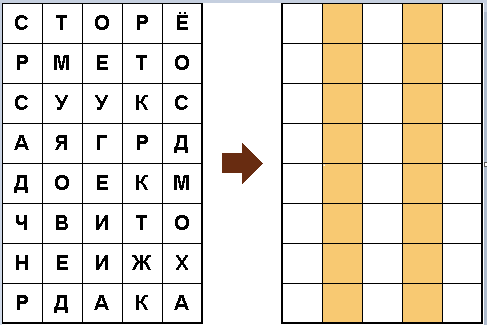 С Т О Р Ё
Р М Е Т О
С У У К С
А Я Г Р Д
Д О Е К М
Ч В И Т О
Н Е И Ж Х
Р Д А К А